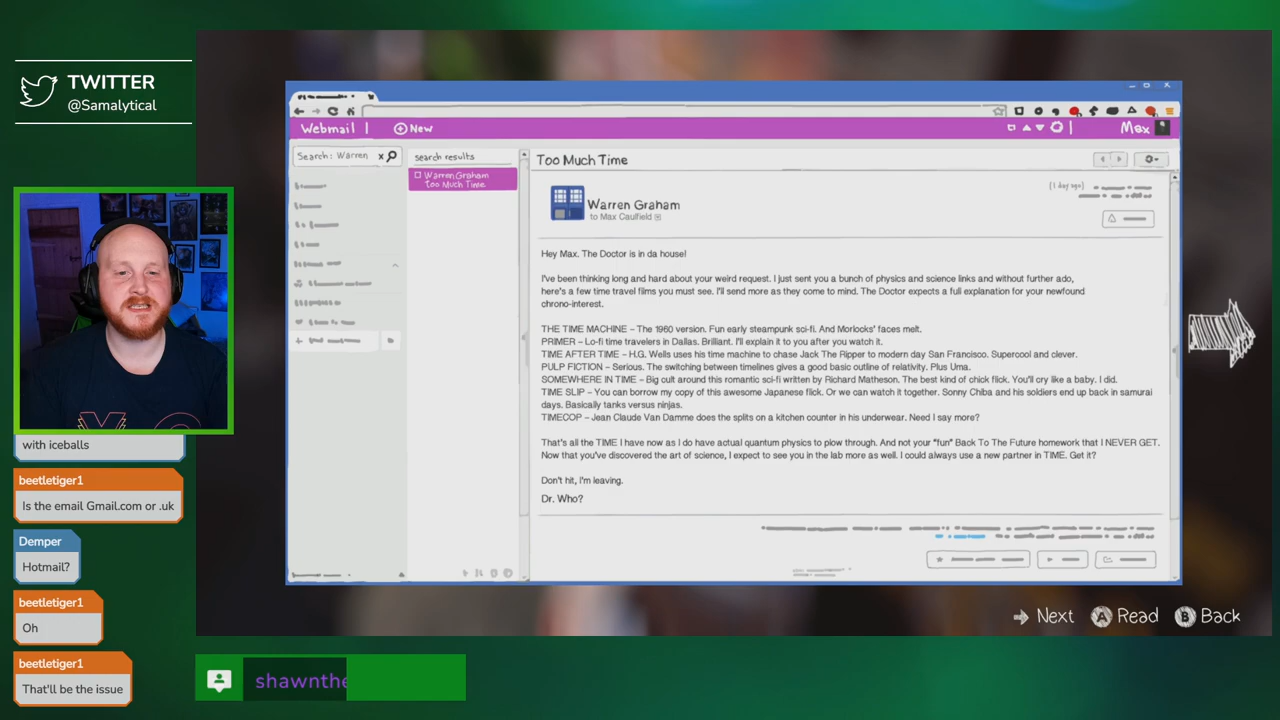 TWITTER
@Samalytical
with iceballs
beetletiger1
Is the email Gmail.com or .uk
Demper
Hotmail?
beetletiger1
Oh
beetletiger1
That'll be the issue
Webmail |
New
Max
Search: Warren x
search results
Warren Graham
Too Much Time
Too Much Time
Warren Graham
to Max Caulfield
(1 day ago)
Hey Max. The Doctor is in da house!
I've been thinking long and hard about your weird request. I just sent you a bunch of physics and science links and without further ado,
here's a few time travel films you must see. I'll send more as they come to mind. The Doctor expects a full explanation for your newfound
chrono-interest.
THE TIME MACHINE – The 1960 version. Fun early steampunk sci-fi. And Morlocks' faces melt.
PRIMER – Lo-fi time travelers in Dallas. Brilliant. I'll explain it to you after you watch it.
TIME AFTER TIME – H.G. Wells uses his time machine to chase Jack The Ripper to modern day San Francisco. Supercool and clever.
PULP FICTION – Serious. The switching between timelines gives a good basic outline of relativity. Plus Uma.
SOMEWHERE IN TIME – Big cult around this romantic sci-fi written by Richard Matheson. The best kind of chick flick. You'll cry like a baby. I did.
TIME SLIP – You can borrow my copy of this awesome Japanese flick. Or we can watch it together. Sonny Chiba and his soldiers end up back in samurai
days. Basically tanks versus ninjas.
TIMECOP – Jean Claude Van Damme does the splits on a kitchen counter in his underwear. Need I say more?
That's all the TIME I have now as I do have actual quantum physics to plow through. And not your "fun" Back To The Future homework that I NEVER GET.
Now that you've discovered the art of science, I expect to see you in the lab more as well. I could always use a new partner in TIME. Get it?
Don't hit, I'm leaving.
Dr. Who?
Next
A Read
B Back
shawnthe